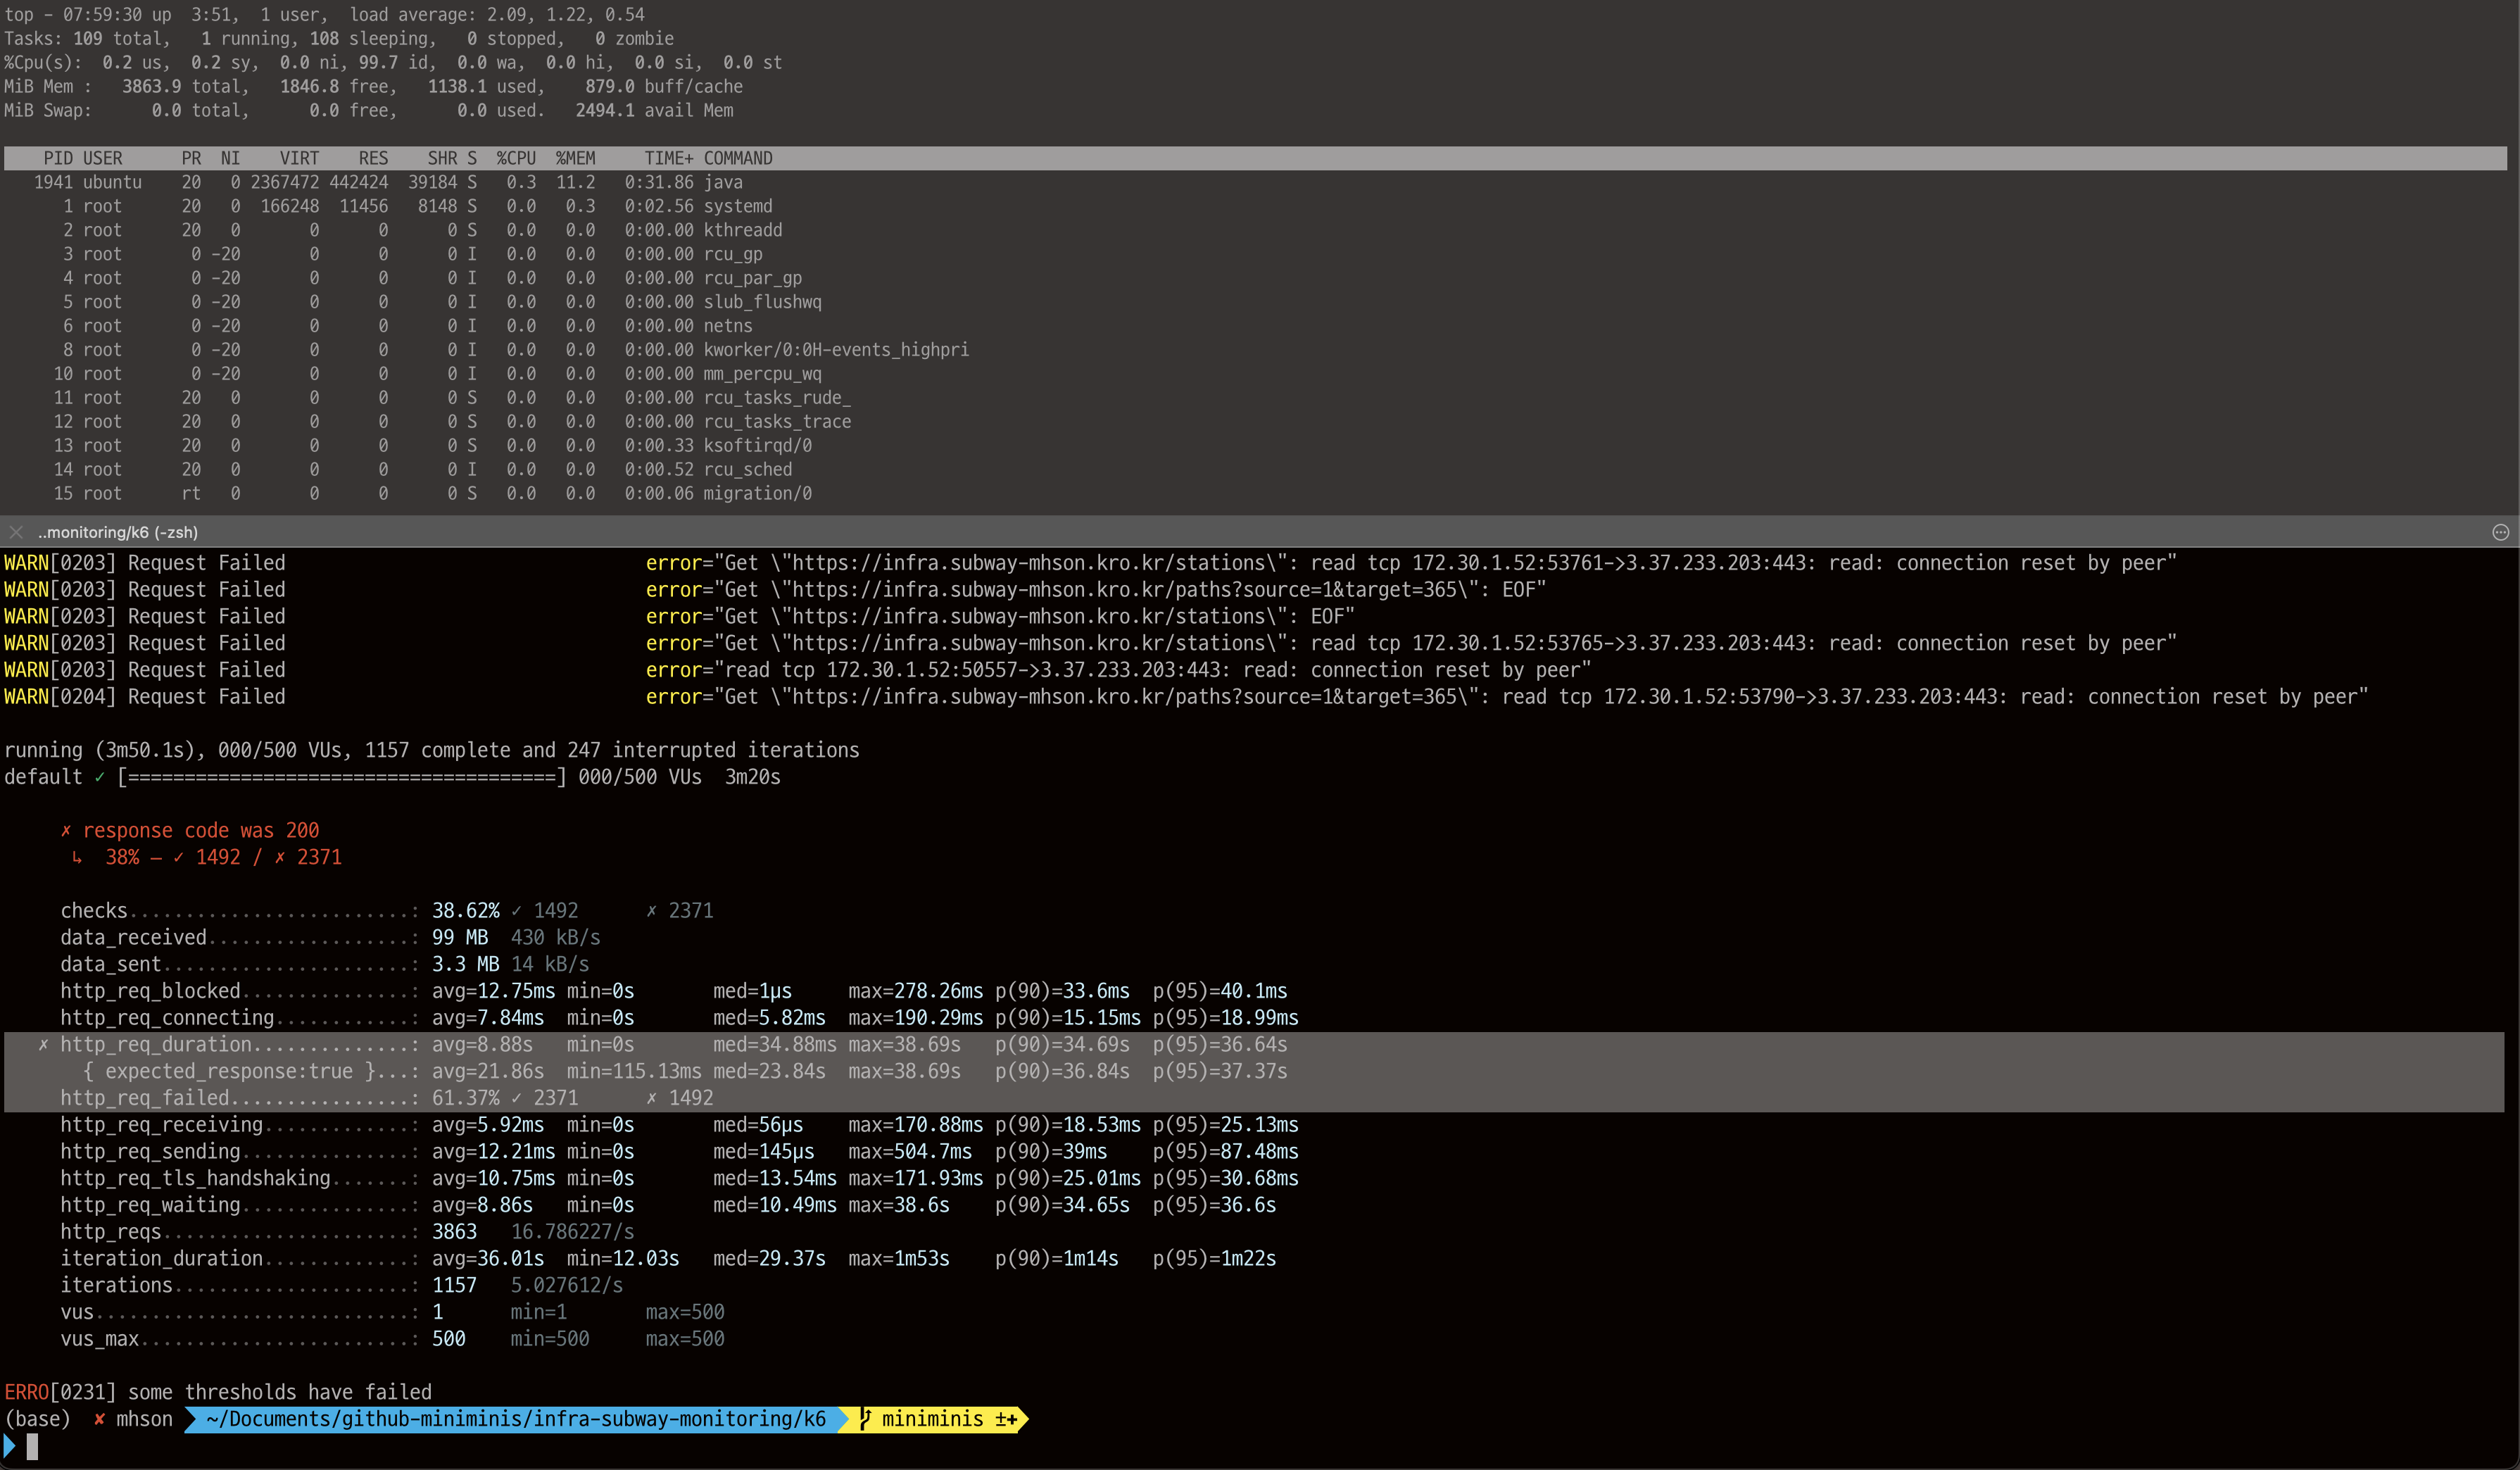 top - 07:59:30 up  3:51,  1 user,  load average: 2.09, 1.22, 0.54
Tasks: 109 total,   1 running, 108 sleeping,   0 stopped,   0 zombie
%Cpu(s):  0.2 us,  0.2 sy,  0.0 ni, 99.7 id,  0.0 wa,  0.0 hi,  0.0 si,  0.0 st
MiB Mem :   3863.9 total,   1846.8 free,   1138.1 used,    879.0 buff/cache
MiB Swap:      0.0 total,      0.0 free,      0.0 used.   2494.1 avail Mem
PID USER      PR  NI    VIRT    RES    SHR S  %CPU  %MEM     TIME+ COMMAND
1941 ubuntu    20   0 2367472 442424  39184 S   0.3  11.2   0:31.86 java
1 root      20   0  166248  11456   8148 S   0.0   0.3   0:02.56 systemd
2 root      20   0       0      0      0 S   0.0   0.0   0:00.00 kthreadd
3 root       0 -20       0      0      0 I   0.0   0.0   0:00.00 rcu_gp
4 root       0 -20       0      0      0 I   0.0   0.0   0:00.00 rcu_par_gp
5 root       0 -20       0      0      0 I   0.0   0.0   0:00.00 slub_flushwq
6 root       0 -20       0      0      0 I   0.0   0.0   0:00.00 netns
8 root       0 -20       0      0      0 I   0.0   0.0   0:00.00 kworker/0:0H-events_highpri
10 root       0 -20       0      0      0 I   0.0   0.0   0:00.00 mm_percpu_wq
11 root      20   0       0      0      0 S   0.0   0.0   0:00.00 rcu_tasks_rude_
12 root      20   0       0      0      0 S   0.0   0.0   0:00.00 rcu_tasks_trace
13 root      20   0       0      0      0 S   0.0   0.0   0:00.33 ksoftirqd/0
14 root      20   0       0      0      0 I   0.0   0.0   0:00.52 rcu_sched
15 root      rt   0       0      0      0 S   0.0   0.0   0:00.06 migration/0
..monitoring/k6 (-zsh)
WARN[0203] Request Failed                                error="Get \"https://infra.subway-mhson.kro.kr/stations\": read tcp 172.30.1.52:53761->3.37.233.203:443: read: connection reset by peer"
WARN[0203] Request Failed                                error="Get \"https://infra.subway-mhson.kro.kr/paths?source=1&target=365\": EOF"
WARN[0203] Request Failed                                error="Get \"https://infra.subway-mhson.kro.kr/stations\": EOF"
WARN[0203] Request Failed                                error="Get \"https://infra.subway-mhson.kro.kr/stations\": read tcp 172.30.1.52:53765->3.37.233.203:443: read: connection reset by peer"
WARN[0203] Request Failed                                error="read tcp 172.30.1.52:50557->3.37.233.203:443: read: connection reset by peer"
WARN[0204] Request Failed                                error="Get \"https://infra.subway-mhson.kro.kr/paths?source=1&target=365\": read tcp 172.30.1.52:53790->3.37.233.203:443: read: connection reset by peer"
running (3m50.1s), 000/500 VUs, 1157 complete and 247 interrupted iterations
default ✓ [======================================] 000/500 VUs  3m20s
✗ response code was 200
↳  38% — ✓ 1492 / ✗ 2371
checks.........................: 38.62% ✓ 1492      ✗ 2371
data_received..................: 99 MB  430 kB/s
data_sent......................: 3.3 MB 14 kB/s
http_req_blocked...............: avg=12.75ms min=0s       med=1µs     max=278.26ms p(90)=33.6ms  p(95)=40.1ms
http_req_connecting............: avg=7.84ms  min=0s       med=5.82ms  max=190.29ms p(90)=15.15ms p(95)=18.99ms
✗ http_req_duration..............: avg=8.88s   min=0s       med=34.88ms max=38.69s   p(90)=34.69s  p(95)=36.64s
{ expected_response:true }...: avg=21.86s  min=115.13ms med=23.84s  max=38.69s   p(90)=36.84s  p(95)=37.37s
http_req_failed................: 61.37% ✓ 2371      ✗ 1492
http_req_receiving.............: avg=5.92ms  min=0s       med=56µs    max=170.88ms p(90)=18.53ms p(95)=25.13ms
http_req_sending...............: avg=12.21ms min=0s       med=145µs   max=504.7ms  p(90)=39ms    p(95)=87.48ms
http_req_tls_handshaking.......: avg=10.75ms min=0s       med=13.54ms max=171.93ms p(90)=25.01ms p(95)=30.68ms
http_req_waiting...............: avg=8.86s   min=0s       med=10.49ms max=38.6s    p(90)=34.65s  p(95)=36.6s
http_reqs......................: 3863   16.786227/s
iteration_duration.............: avg=36.01s  min=12.03s   med=29.37s  max=1m53s    p(90)=1m14s   p(95)=1m22s
iterations.....................: 1157   5.027612/s
vus............................: 1      min=1       max=500
vus_max........................: 500    min=500     max=500
ERRO[0231] some thresholds have failed
(base)  ✘ mhson  ~/Documents/github-miniminis/infra-subway-monitoring/k6  miniminis ±✚